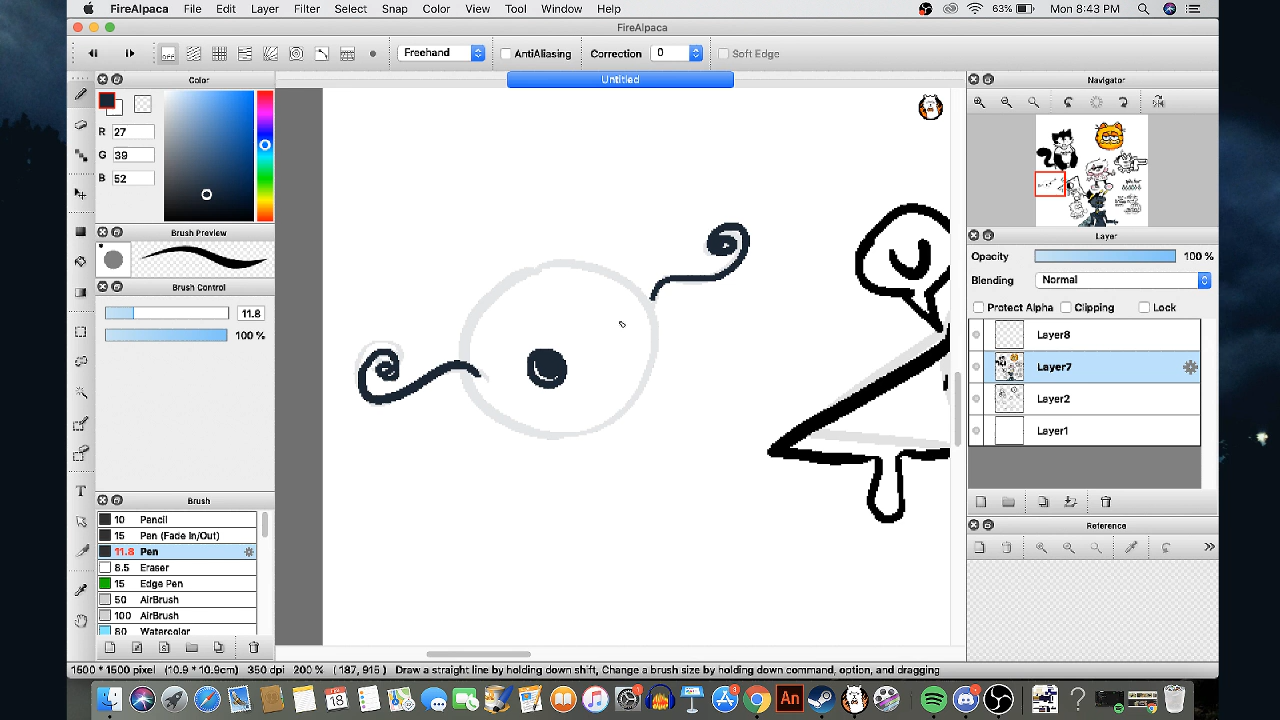 FireAlpaca File Edit Layer Filter Select Snap Color View Tool Window Help 63% Mon 8:43 PM
FireAlpaca
OFF Freehand AntiAliasing Correction 0 Soft Edge
Untitled
Color
R 27
G 39
B 52
Brush Preview
Brush Control
11.8
100 %
Brush
10 Pencil
15 Pen (Fade In/Out)
11.8 Pen
8.5 Eraser
15 Edge Pen
50 AirBrush
100 AirBrush
80 Watercolor
Navigator
Layer
Opacity 100 %
Blending Normal
Protect Alpha Clipping Lock
Layer8
Layer7
Layer2
Layer1
Reference
1500 * 1500 pixel (10.9 * 10.9cm) 350 dpi 200 % ( 187, 915 ) Draw a straight line by holding down shift, Change a brush size by holding down command, option, and dragging
An